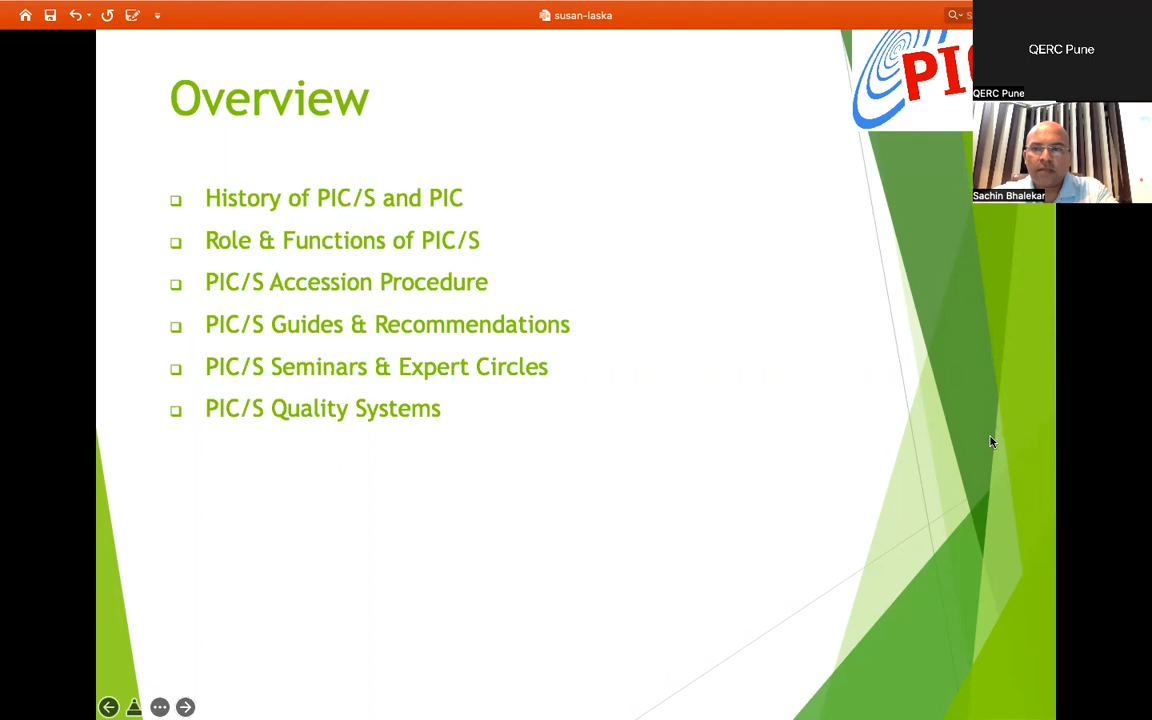 susan-laska
QERC Pune
QERC Pune
Sachin Bhalekar
Overview
History of PIC/S and PIC
Role & Functions of PIC/S
PIC/S Accession Procedure
PIC/S Guides & Recommendations
PIC/S Seminars & Expert Circles
PIC/S Quality Systems